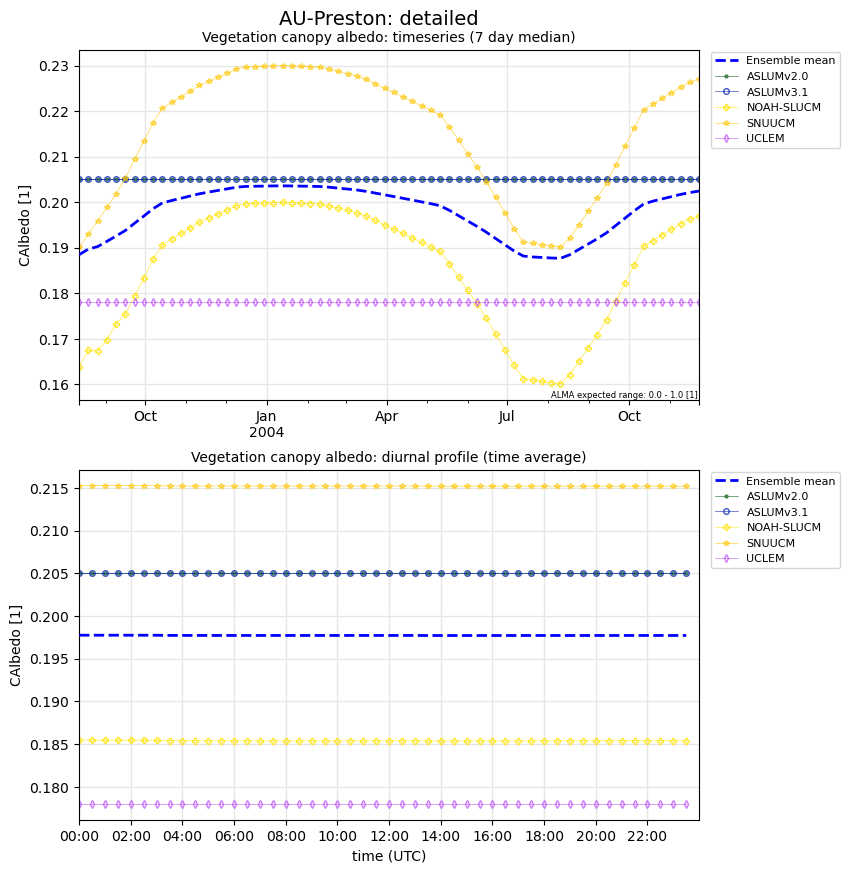 AU-Preston: detailed
Vegetation canopy albedo: timeseries (7 day median)
0.23
0.22
0.21
0.20
0.19
0.18
0.17
0.16
CAlbedo [1]
Oct
Jan
2004
Apr
Jul
Oct
ALMA expected range: 0.0 - 1.0 [1]
Ensemble mean
ASLUMv2.0
ASLUMv3.1
NOAH-SLUCM
SNUUCM
UCLEM
Vegetation canopy albedo: diurnal profile (time average)
0.215
0.210
0.205
0.200
0.195
0.190
0.185
0.180
CAlbedo [1]
00:00
02:00
04:00
06:00
08:00
10:00
12:00
14:00
16:00
18:00
20:00
22:00
time (UTC)
Ensemble mean
ASLUMv2.0
ASLUMv3.1
NOAH-SLUCM
SNUUCM
UCLEM